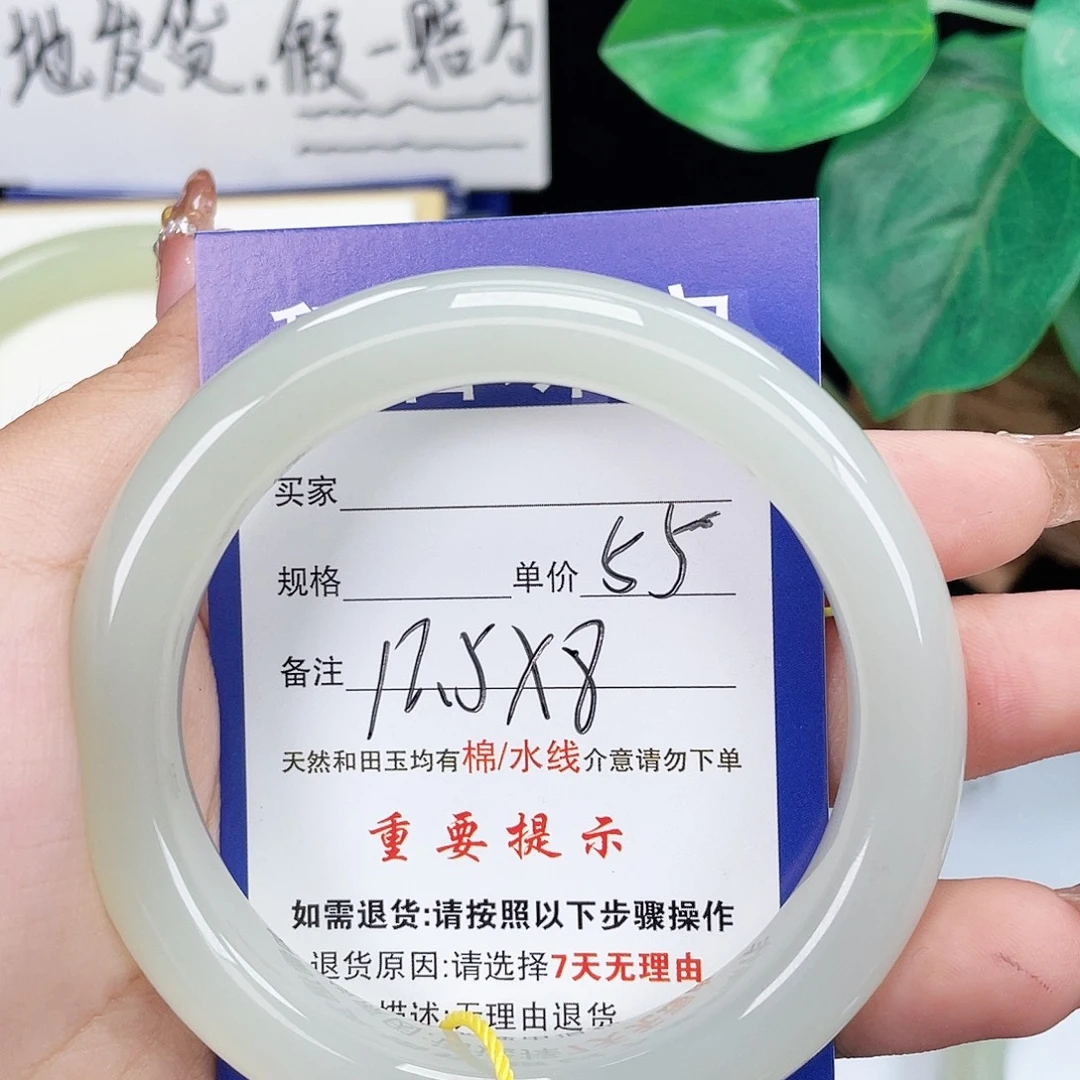 地发货.假一赔万
买家
规格 单价 55
备注 12.5X8
天然和田玉均有棉/水线介意请勿下单
重要提示
如需退货:请按照以下步骤操作
退货原因:请选择7天无理由
描述:无理由退货